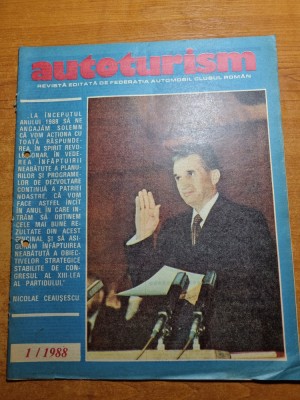 autoturism
REVISTĂ EDITATĂ DE FEDERAȚIA AUTOMOBIL CLUBUL ROMÂN
„LA ÎNCEPUTUL
ANULUI 1988 SĂ NE
ANGAJĂM SOLEMN
CĂ VOM ACȚIONA CU
TOATĂ RĂSPUNDE-
REA, ÎN SPIRIT REVO-
ȚIONAR, ÎN VEDE-
REA ÎNFĂPTUIRII
NEABĂTUTE A PLANU-
RILOR ȘI PROGRAME-
LOR DE DEZVOLTARE
CONTINUĂ A PATRIEI
NOASTRE, CĂ VOM
FACE ASTFEL ÎNCÎT
ÎN ANUL ÎN CARE IN-
TRĂM SĂ OBȚINEM
CELE MAI BUNE RE-
ZULTATE DIN ACEST
CINCINAL ȘI SĂ ASI-
GURĂM ÎNFĂPTUIREA
NEABĂTUTĂ A OBIEC-
TIVELOR STRATEGICE
STABILITE DE CON-
GRESUL AL XIII-LEA
AL PARTIDULUI"
NICOLAE CEAUȘESCU
1 / 1988